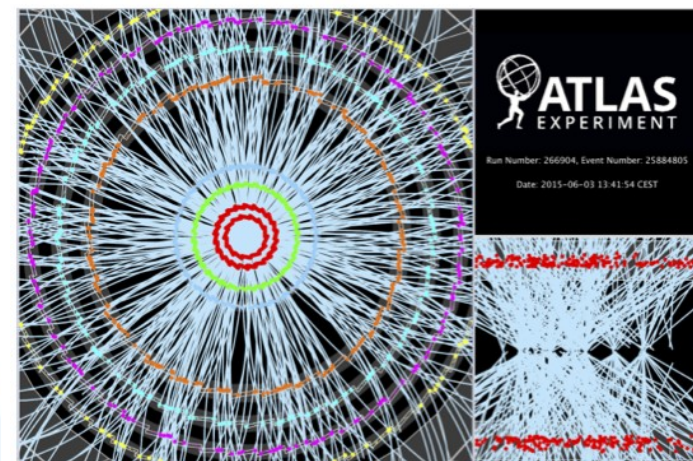 ATLAS
EXPERIMENT
Run Number: 266904, Event Number: 25884805
Date: 2015-06-03 13:41:54 CEST